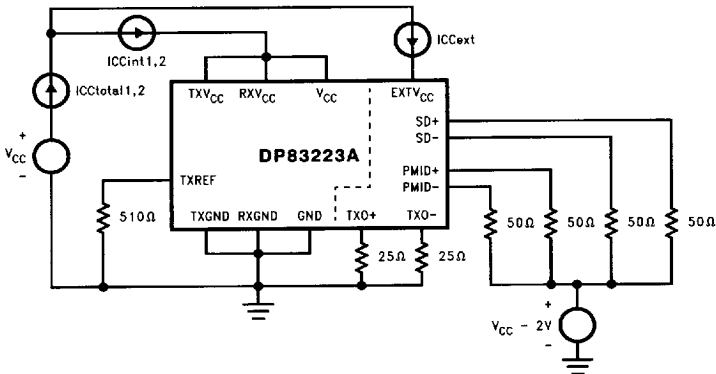 ICCext
ICCint1,2
ICCtotal1,2
TXVCC RXVCC VCC EXTVCC
SD+
SD-
DP83223A
+
VCC
-
TXREF
PMID+
PMID-
510Ω
TXGND RXGND GND TXO+ TXO-
50Ω 50Ω 50Ω 50Ω
25Ω 25Ω
+
VCC - 2V
-